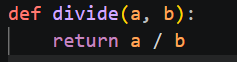 def divide(a, b):
    return a / b